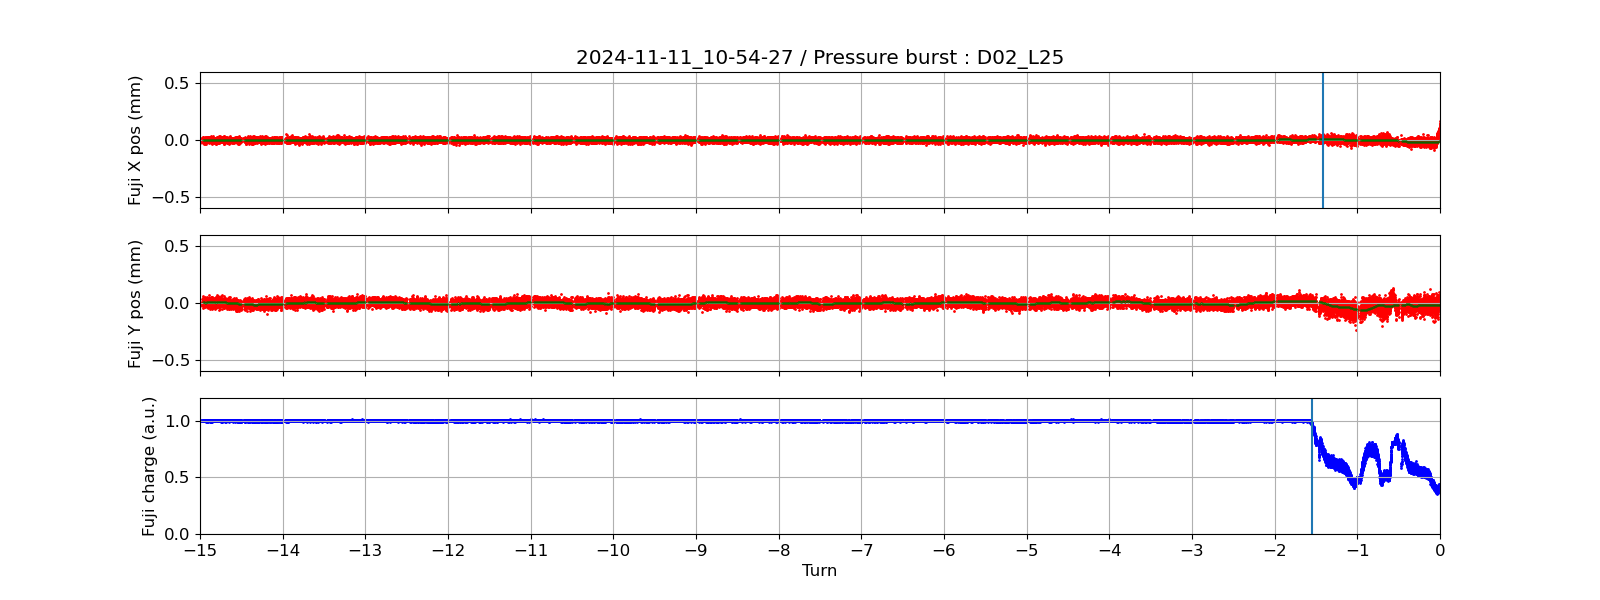 2024-11-11_10-54-27 / Pressure burst : D02_L25
Fuji X pos (mm)
0.5
0.0
−0.5
Fuji Y pos (mm)
0.5
0.0
−0.5
Fuji charge (a.u.)
1.0
0.5
0.0
−15 −14 −13 −12 −11 −10 −9 −8 −7 −6 −5 −4 −3 −2 −1 0
Turn